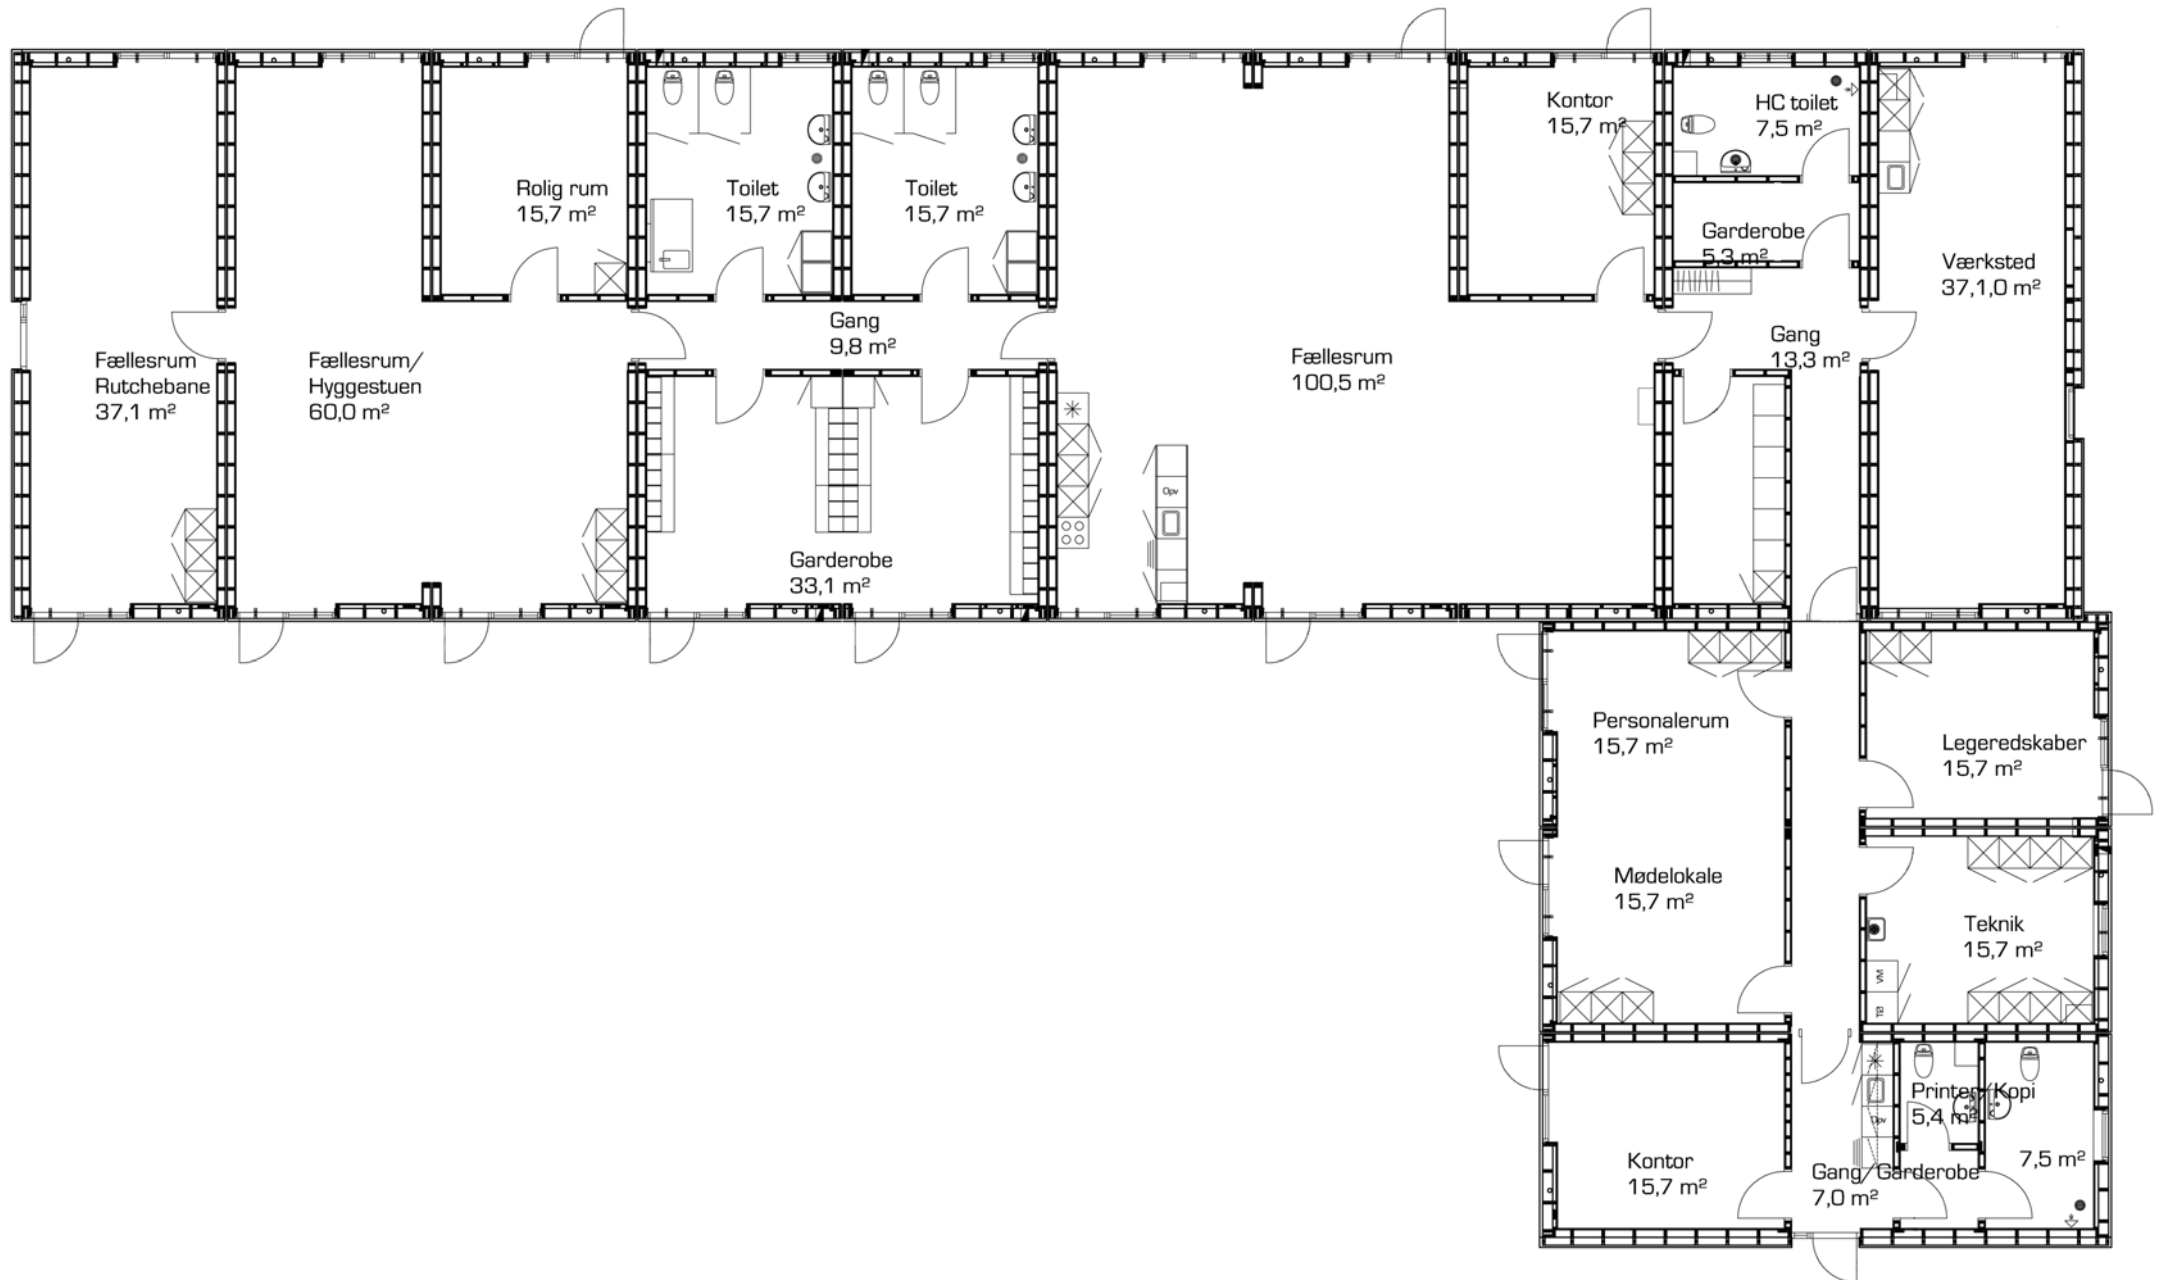 Kontor
15,7 m²
HC toilet
7,5 m²
Rolig rum
15,7 m²
Toilet
15,7 m²
Toilet
15,7 m²
Garderobe
5,3 m²
Værksted
37,1,0 m²
Gang
9,8 m²
Gang
13,3 m²
Fællesrum
Rutchebane
37,1 m²
Fællesrum/
Hyggestuen
60,0 m²
Fællesrum
100,5 m²
Opv
Garderobe
33,1 m²
Personalerum
15,7 m²
Legeredskaber
15,7 m²
Mødelokale
15,7 m²
Teknik
15,7 m²
VM
TØ
Printer/Kopi
5,4 m²
Opv
7,5 m²
Kontor
15,7 m²
Gang/Garderobe
7,0 m²